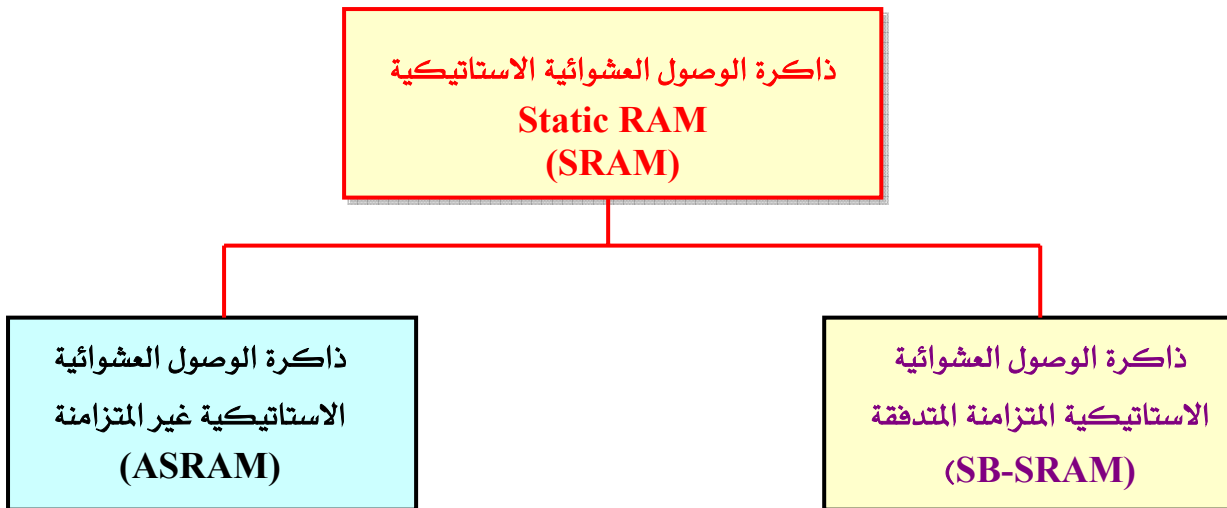 ذاكرة الوصول العشوائية الاستاتيكية
Static RAM
(SRAM)
ذاكرة الوصول العشوائية
الاستاتيكية المتزامنة المتدفقة
(SB-SRAM)
ذاكرة الوصول العشوائية
الاستاتيكية غير المتزامنة
(ASRAM)